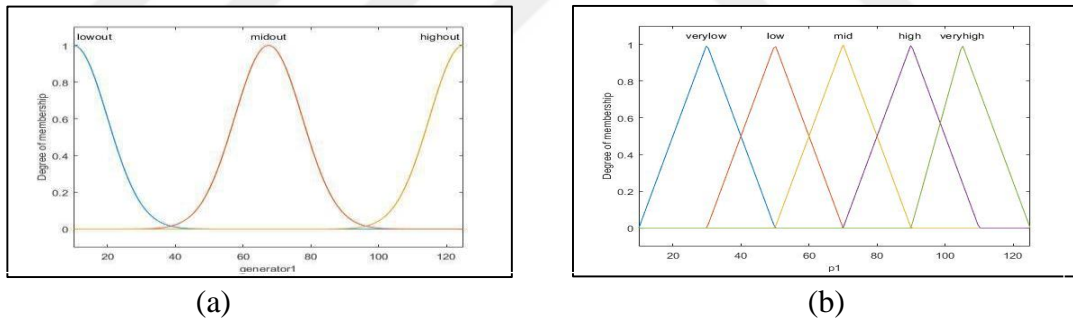 lowout midout highout
1
0.8
0.6
0.4
0.2
0
Degree of membership
20 40 60 80 100 120
generator1
(a)
verylow low mid high veryhigh
1
0.8
0.6
0.4
0.2
0
Degree of membership
20 40 60 80 100 120
p1
(b)